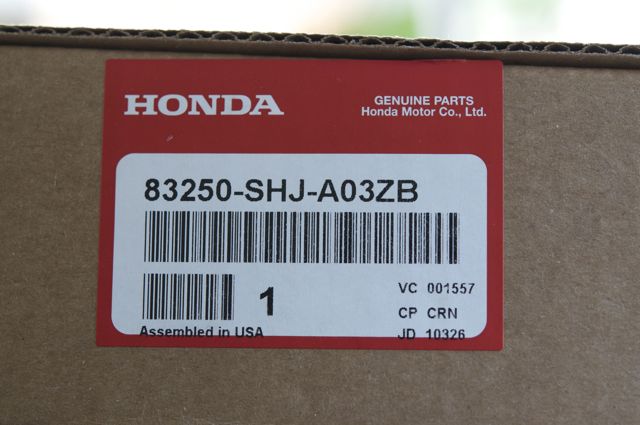 HONDA
GENUINE PARTS
Honda Motor Co., Ltd.
83250-SHJ-A03ZB
1
VC 001557
CP CRN
Assembled in USA
JD 10326